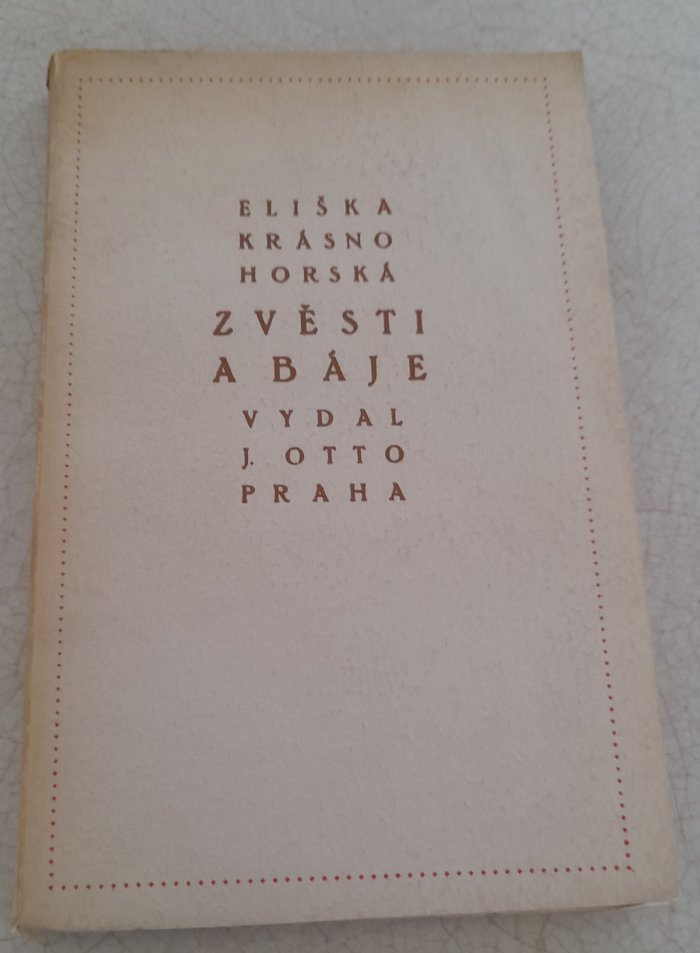 ELIŠKA
KRÁSNO
HORSKÁ
ZVĚSTI
A BÁJE
VYDAL
J. OTTO
PRAHA